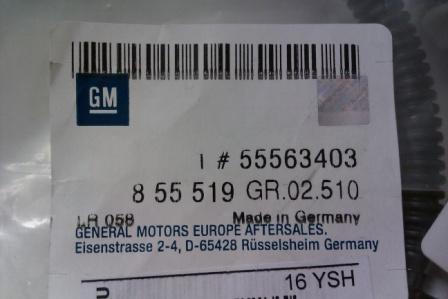 GM
1 # 55563403
8 55 519 GR.02.510
LR 058 Made in Germany
GENERAL MOTORS EUROPE AFTERSALES.
Eisenstrasse 2-4, D-65428 Rüsselsheim Germany
16 YSH